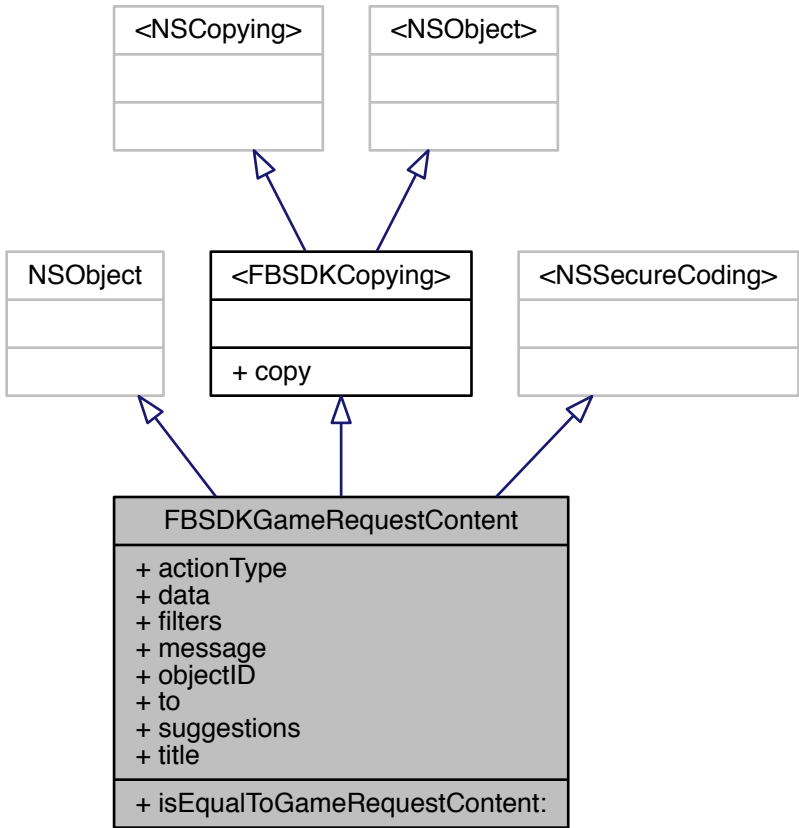 <NSCopying>
<NSObject>
NSObject
<FBSDKCopying>
+ copy
<NSSecureCoding>
FBSDKGameRequestContent
+ actionType
+ data
+ filters
+ message
+ objectID
+ to
+ suggestions
+ title
+ isEqualToGameRequestContent: